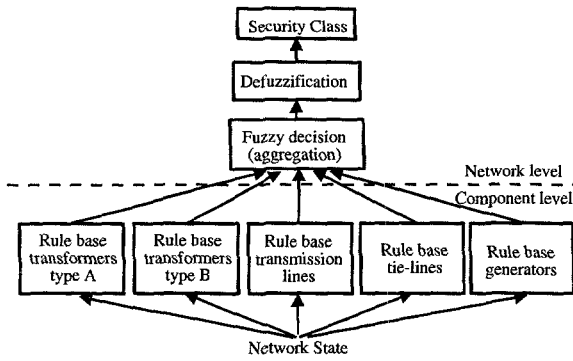 Security Class
Defuzzification
Fuzzy decision
(aggregation)
Network level
Component level
Rule base
transformers
type A
Rule base
transformers
type B
Rule base
transmission
lines
Rule base
tie-lines
Rule base
generators
Network State